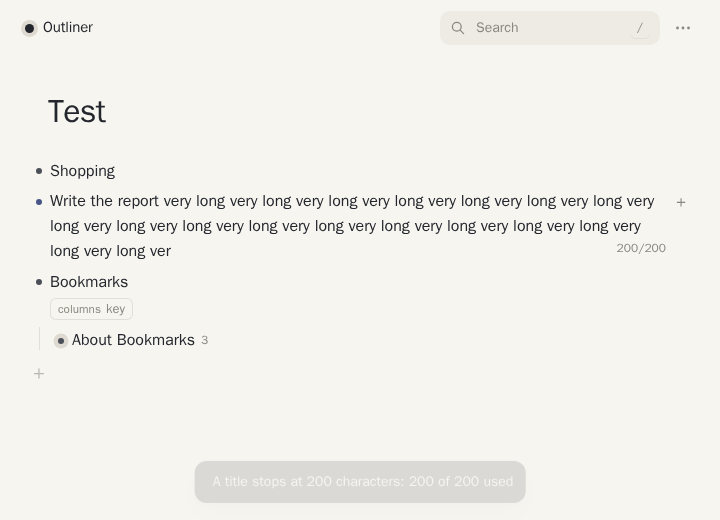 Outliner
Search /
Test
Shopping
Write the report very long very long very long very long very long very long very long very
long very long very long very long very long very long very long very long very long very
long very long ver
200/200
Bookmarks
columns key
About Bookmarks 3
A title stops at 200 characters: 200 of 200 used